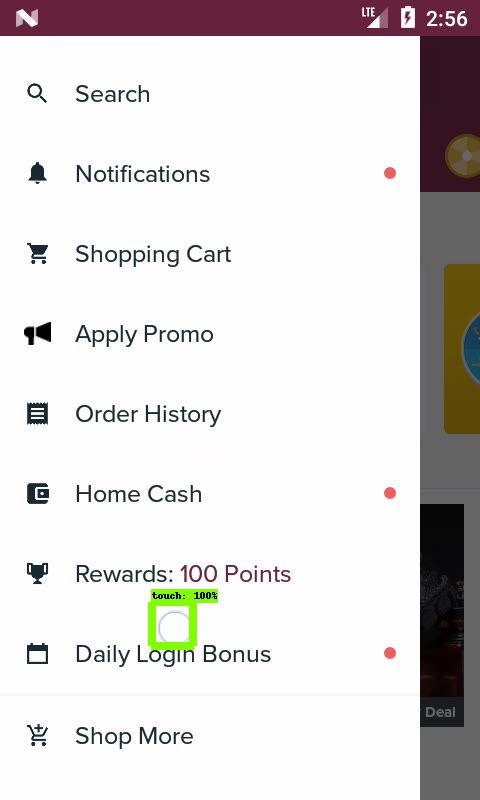 LTE 2:56
Search
Notifications
Shopping Cart
Apply Promo
Order History
Home Cash
Rewards: 100 Points
touch: 100%
Daily Login Bonus
Deal
Shop More